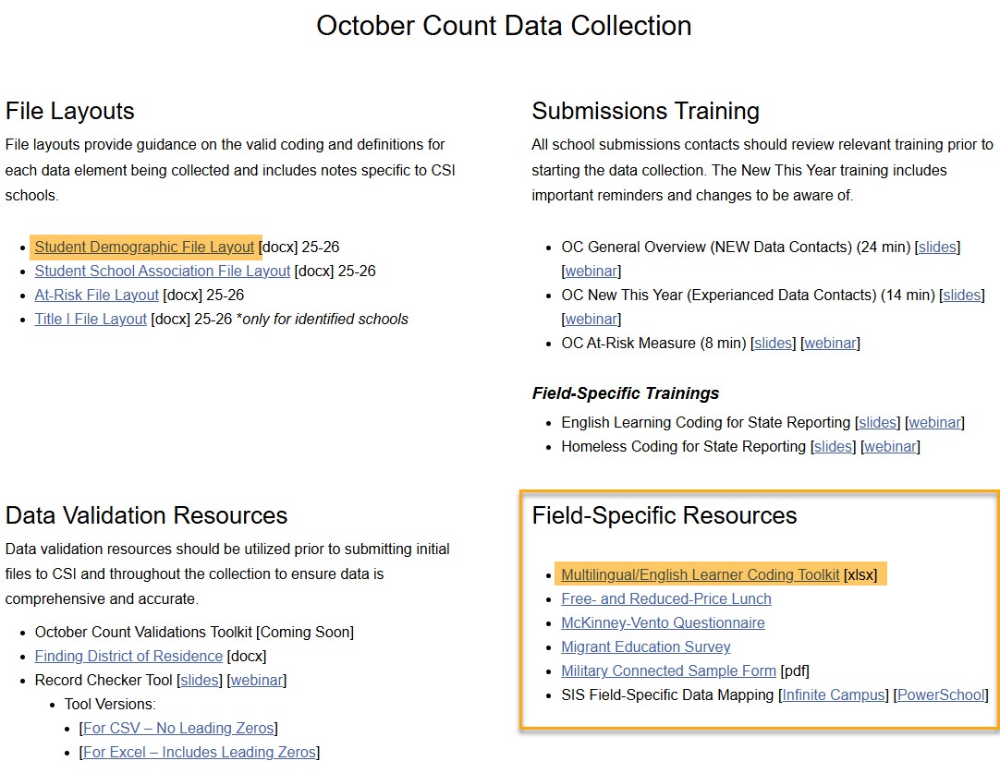 October Count Data Collection
File Layouts
File layouts provide guidance on the valid coding and definitions for
each data element being collected and includes notes specific to CSI
schools.
Student Demographic File Layout [docx] 25-26
Student School Association File Layout [docx] 25-26
At-Risk File Layout [docx] 25-26
Title I File Layout [docx] 25-26 *only for identified schools
Submissions Training
All school submissions contacts should review relevant training prior to
starting the data collection. The New This Year training includes
important reminders and changes to be aware of.
OC General Overview (NEW Data Contacts) (24 min) [slides]
[webinar]
OC New This Year (Experianced Data Contacts) (14 min) [slides]
[webinar]
OC At-Risk Measure (8 min) [slides] [webinar]
Field-Specific Trainings
English Learning Coding for State Reporting [slides] [webinar]
Homeless Coding for State Reporting [slides] [webinar]
Data Validation Resources
Data validation resources should be utilized prior to submitting initial
files to CSI and throughout the collection to ensure data is
comprehensive and accurate.
October Count Validations Toolkit [Coming Soon]
Finding District of Residence [docx]
Record Checker Tool [slides] [webinar]
Tool Versions:
[For CSV – No Leading Zeros]
[For Excel – Includes Leading Zeros]
Field-Specific Resources
Multilingual/English Learner Coding Toolkit [xlsx]
Free- and Reduced-Price Lunch
McKinney-Vento Questionnaire
Migrant Education Survey
Military Connected Sample Form [pdf]
SIS Field-Specific Data Mapping [Infinite Campus] [PowerSchool]